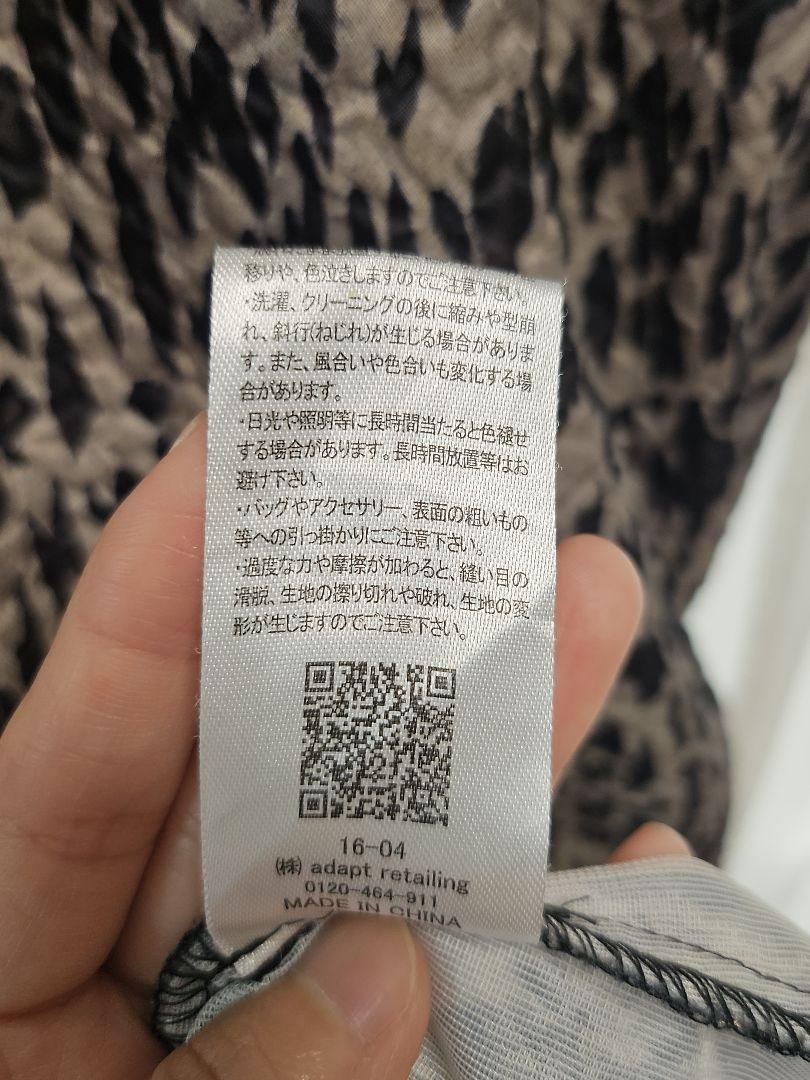 移りや、色泣きしますのでご注意下さい。
・洗濯、クリーニングの後に縮みや型崩
れ、斜行(ねじれ)が生じる場合がありま
す。また、風合いや色合いも変化する場
合があります。
・日光や照明等に長時間当たると色褪せ
する場合があります。長時間放置等はお
避け下さい。
・バッグやアクセサリー、表面の粗いもの
等への引っ掛かりにご注意下さい。
・過度な力や摩擦が加わると、縫い目の
滑脱、生地の擦り切れや破れ、生地の変
形が生じますのでご注意下さい。
16-04
(株) adapt retailing
0120-464-911
MADE IN CHINA